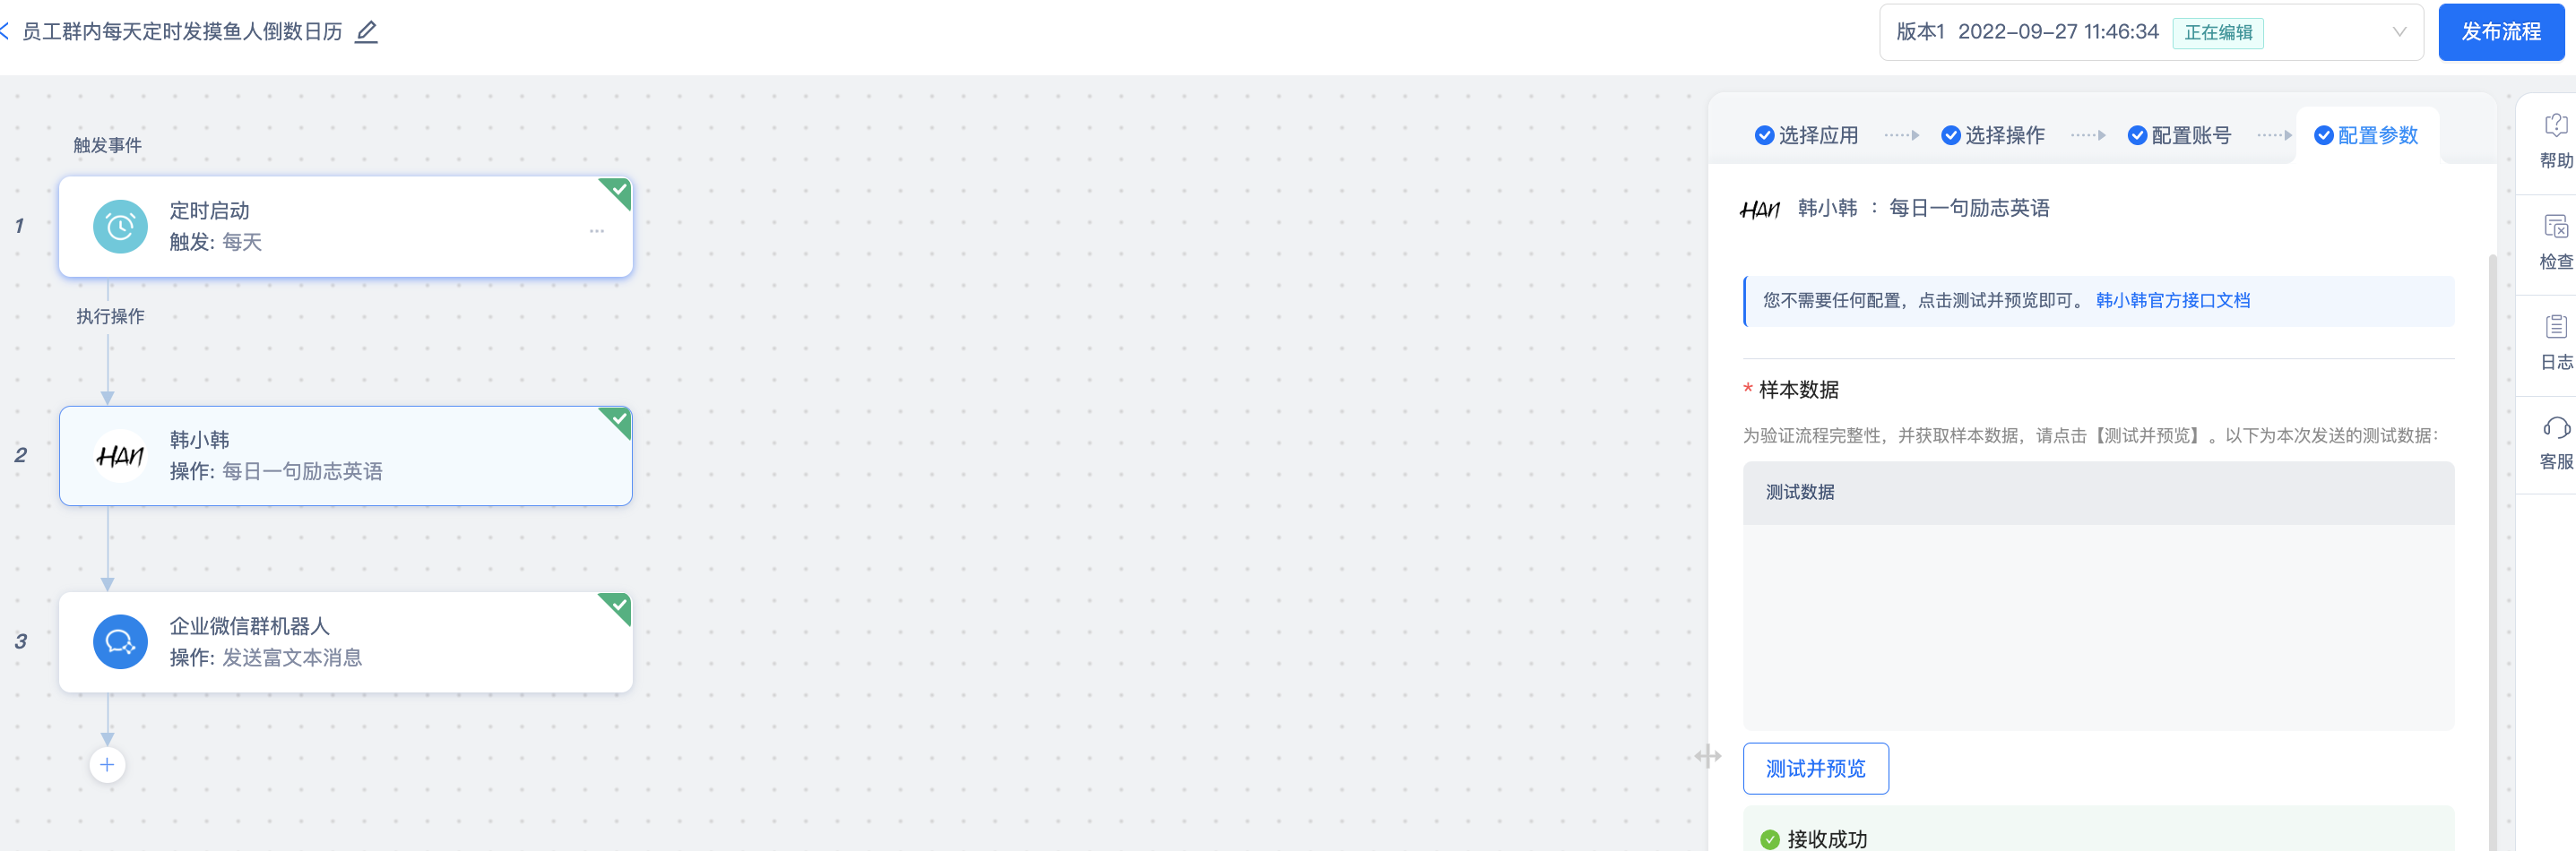 员工群内每天定时发摸鱼人倒数日历
版本1 2022-09-27 11:46:34 正在编辑
发布流程
触发事件
1
定时启动
触发: 每天
执行操作
2
HAN
韩小韩
操作: 每日一句励志英语
3
企业微信群机器人
操作: 发送富文本消息
选择应用
选择操作
配置账号
配置参数
HAN 韩小韩 : 每日一句励志英语
您不需要任何配置，点击测试并预览即可。 韩小韩官方接口文档
* 样本数据
为验证流程完整性，并获取样本数据，请点击【测试并预览】。以下为本次发送的测试数据：
测试数据
测试并预览
接收成功
帮助
检查
日志
客服